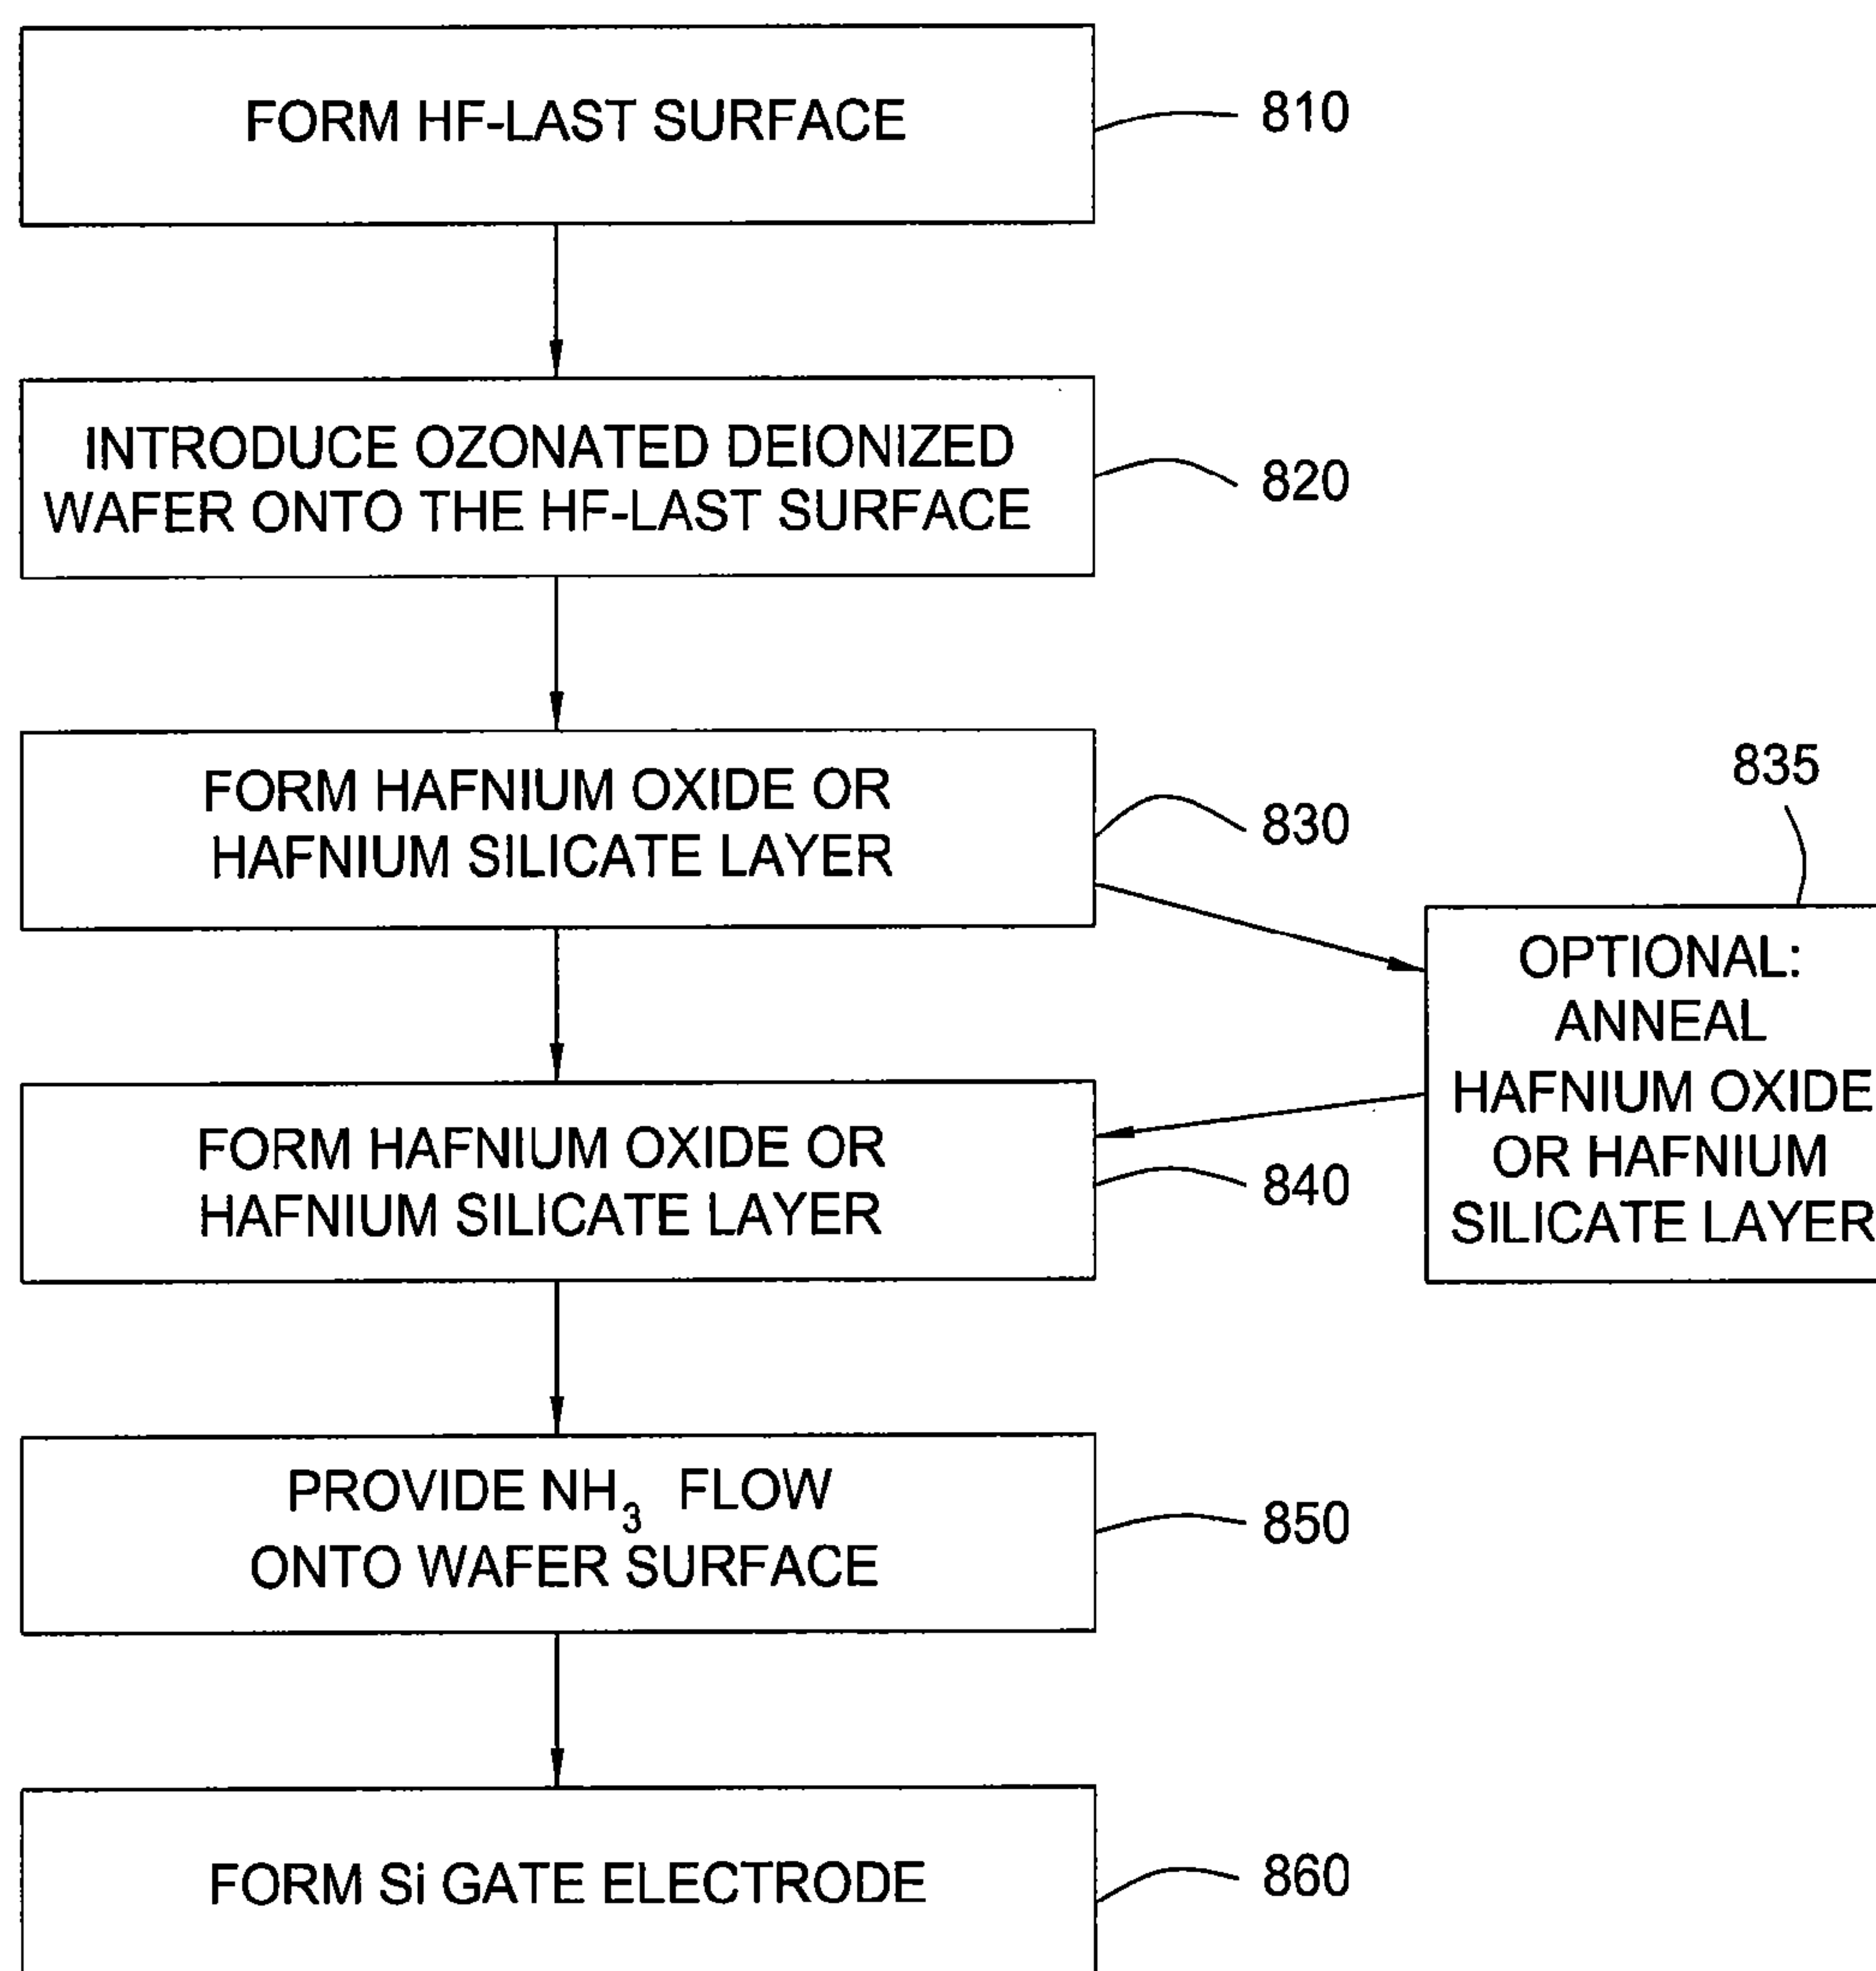 FORM HF-LAST SURFACE
810
INTRODUCE OZONATED DEIONIZED
WAFER ONTO THE HF-LAST SURFACE
820
FORM HAFNIUM OXIDE OR
HAFNIUM SILICATE LAYER
830
835
OPTIONAL:
ANNEAL
HAFNIUM OXIDE
OR HAFNIUM
SILICATE LAYER
FORM HAFNIUM OXIDE OR
HAFNIUM SILICATE LAYER
840
PROVIDE NH3 FLOW
ONTO WAFER SURFACE
850
FORM Si GATE ELECTRODE
860